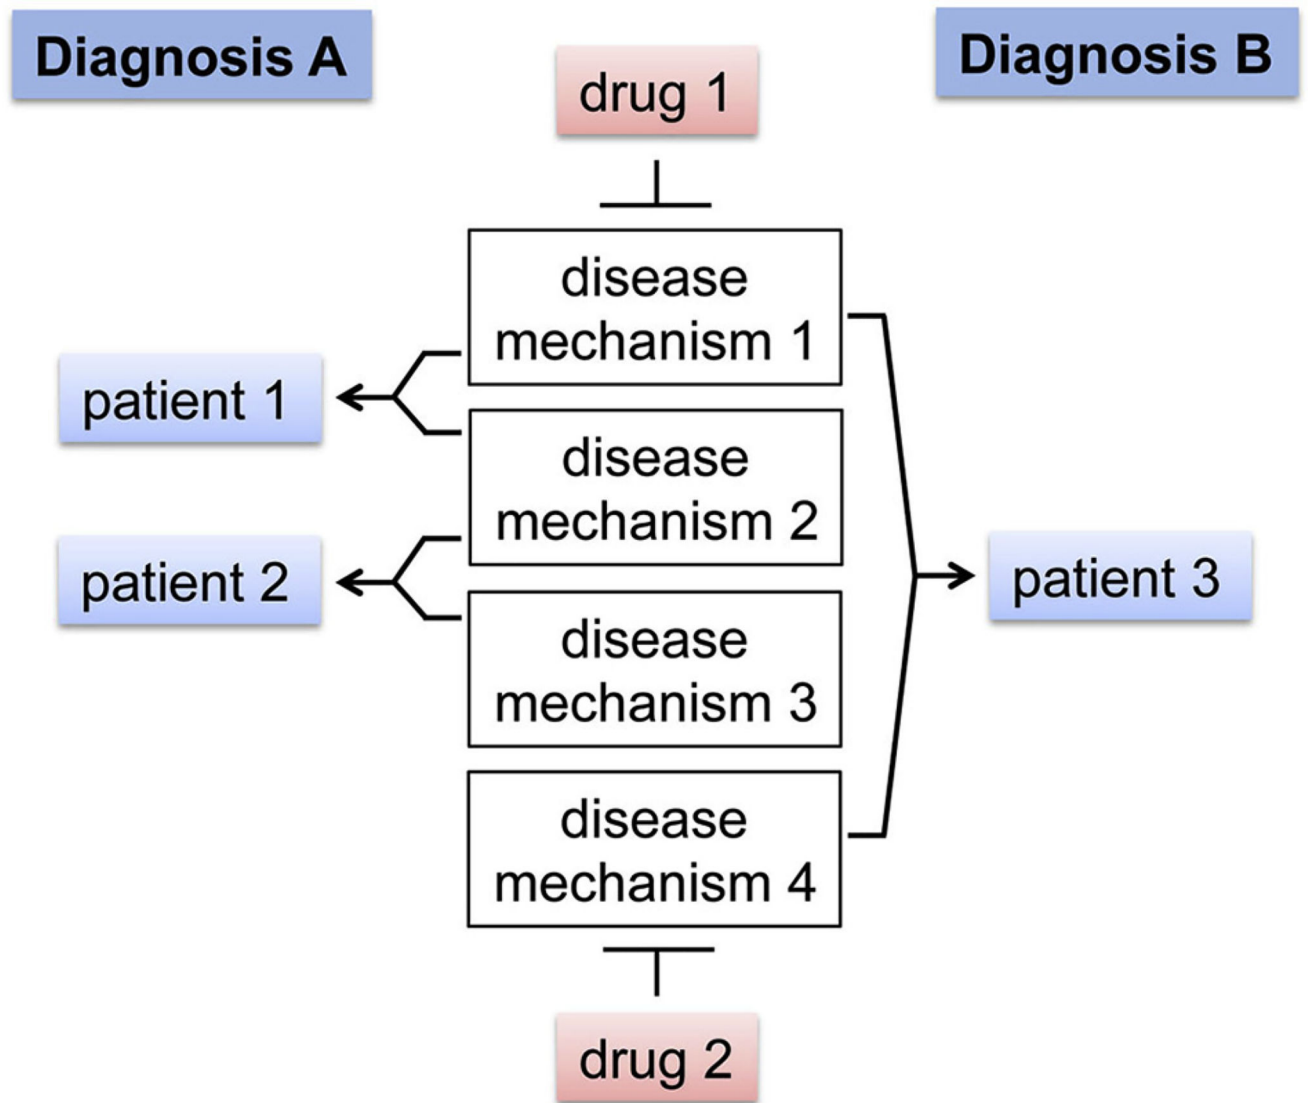 Diagnosis A
Diagnosis B
drug 1
disease
mechanism 1
patient 1
disease
mechanism 2
patient 2
patient 3
disease
mechanism 3
disease
mechanism 4
drug 2